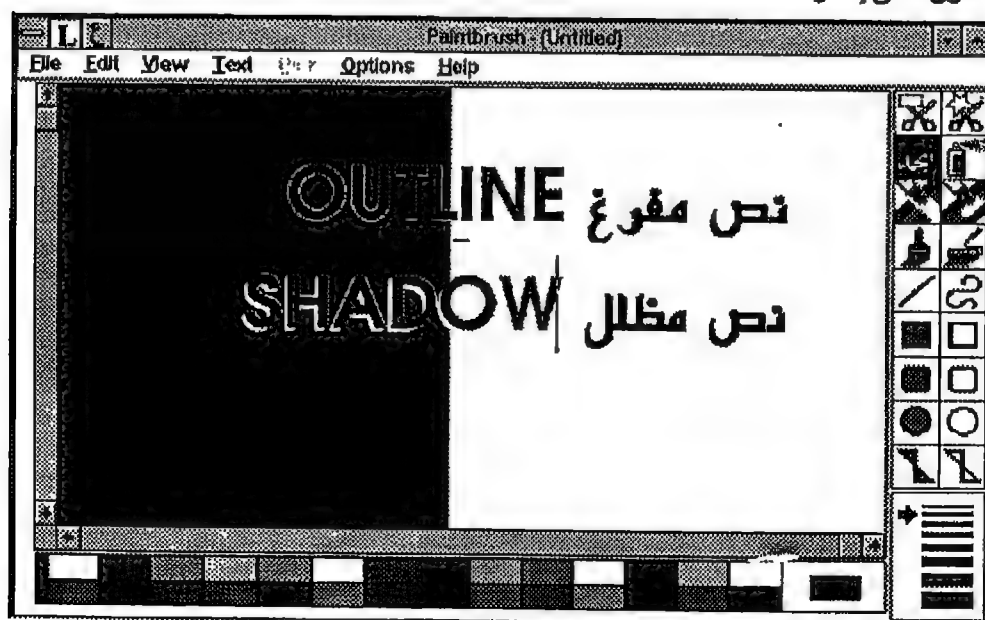 Paintbrush - (Untitled)
File Edit View Text Options Help
OUTLINE نص مفرغ
SHADOW نص مظلل